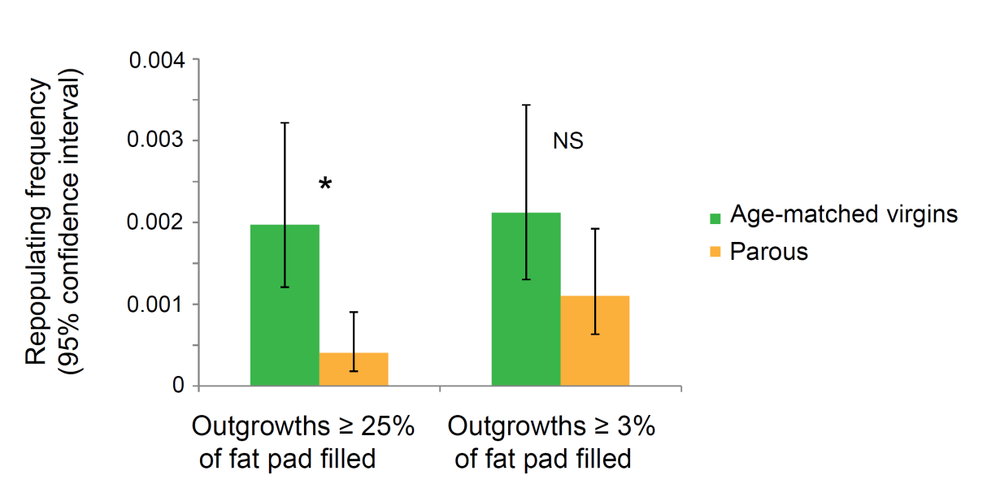 Repopulating frequency
(95% confidence interval)
0.004
0.003
0.002
0.001
0
*
NS
Outgrowths ≥ 25%
of fat pad filled
Outgrowths ≥ 3%
of fat pad filled
Age-matched virgins
Parous